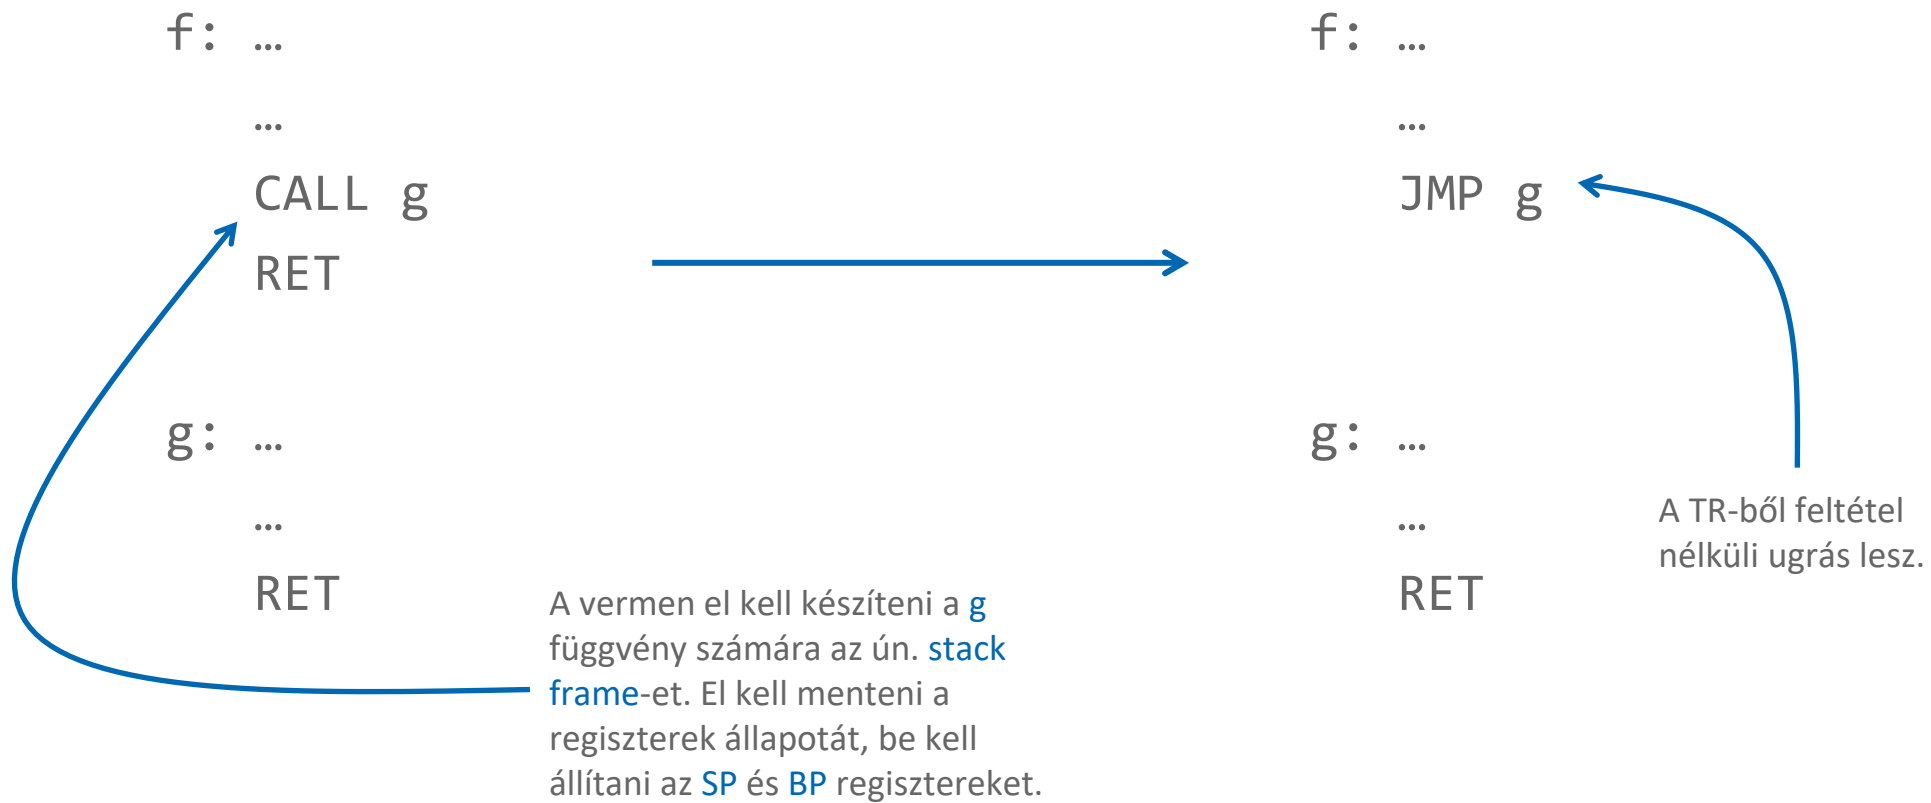 f: …
…
CALL g
RET
g: …
…
RET
A vermen el kell készíteni a g
függvény számára az ún. stack
frame-et. El kell menteni a
regiszterek állapotát, be kell
állítani az SP és BP regisztereket.
f: …
…
JMP g
g: …
…
RET
A TR-ből feltétel
nélküli ugrás lesz.